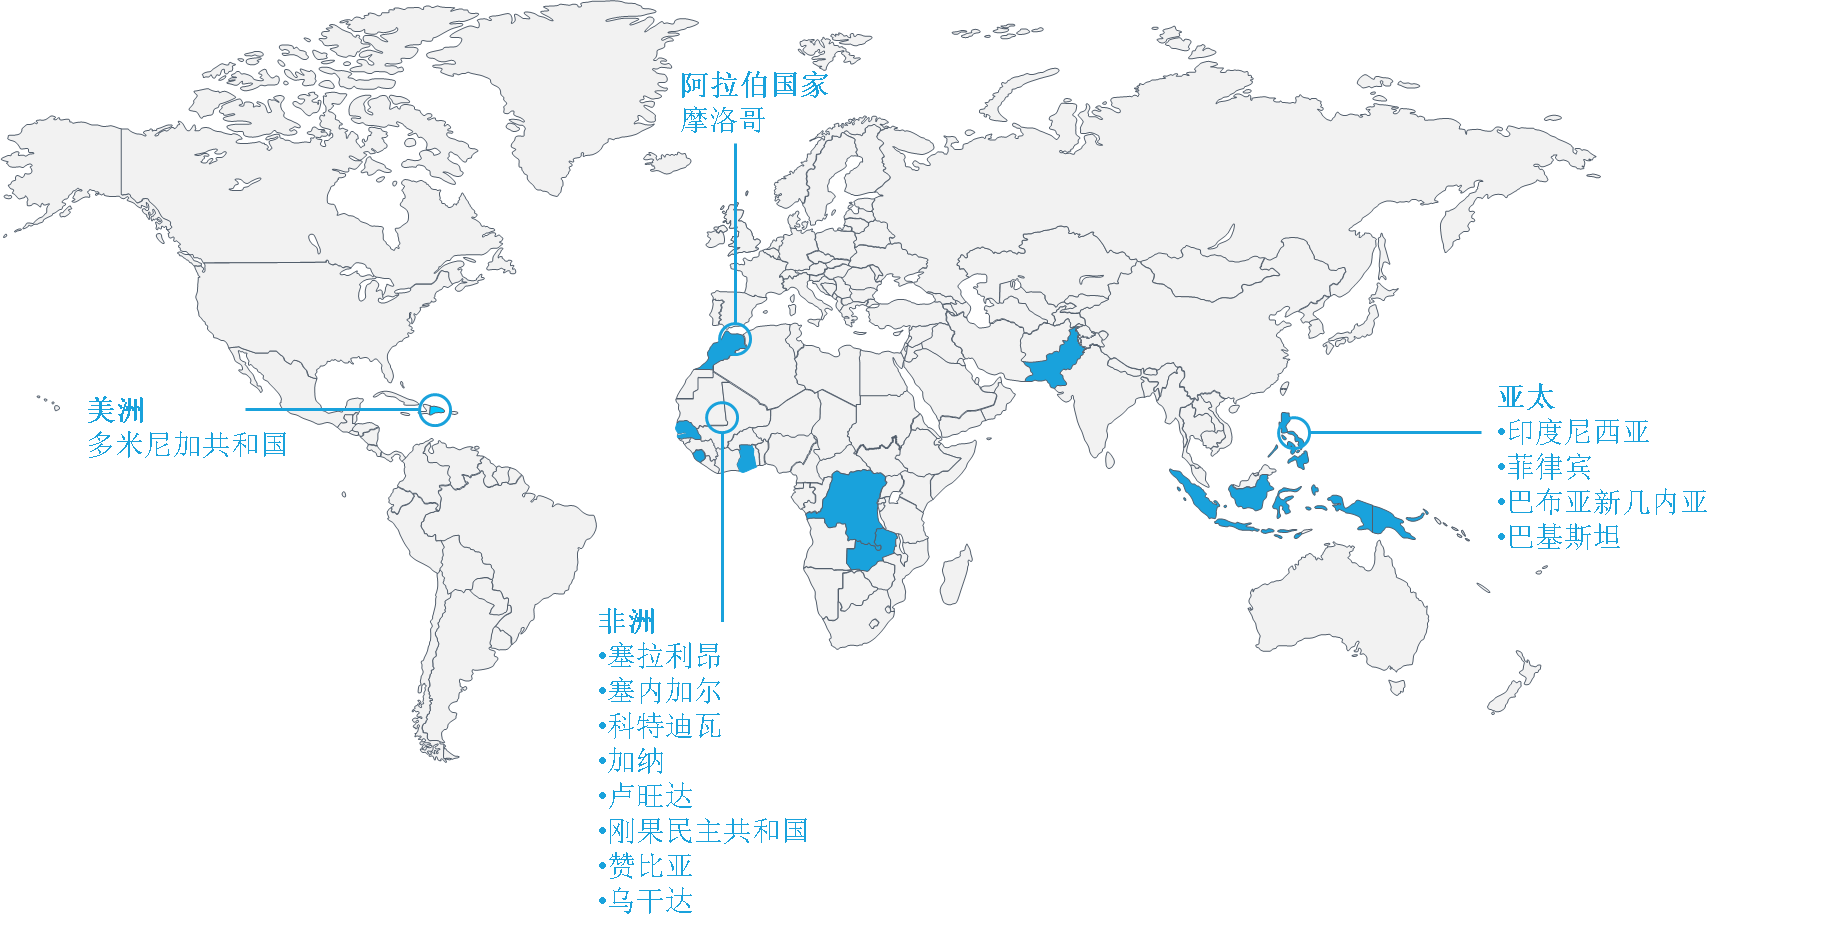 阿拉伯国家
摩洛哥
美洲
多米尼加共和国
亚太
•印度尼西亚
•菲律宾
•巴布亚新几内亚
•巴基斯坦
非洲
•塞拉利昂
•塞内加尔
•科特迪瓦
•加纳
•卢旺达
•刚果民主共和国
•赞比亚
•乌干达